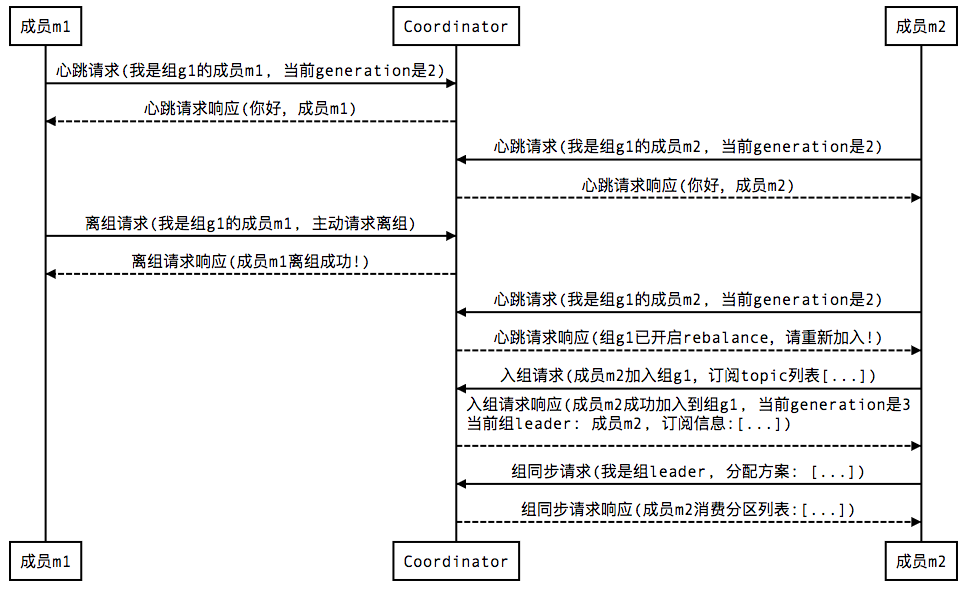 成员m1
Coordinator
成员m2
心跳请求(我是组g1的成员m1, 当前generation是2)
心跳请求响应(你好, 成员m1)
心跳请求(我是组g1的成员m2, 当前generation是2)
心跳请求响应(你好, 成员m2)
离组请求(我是组g1的成员m1, 主动请求离组)
离组请求响应(成员m1离组成功!)
心跳请求(我是组g1的成员m2, 当前generation是2)
心跳请求响应(组g1已开启rebalance, 请重新加入!)
入组请求(成员m2加入组g1, 订阅topic列表[...])
入组请求响应(成员m2成功加入到组g1, 当前generation是3
当前组leader: 成员m2, 订阅信息:[...])
组同步请求(我是组leader, 分配方案: [...])
组同步请求响应(成员m2消费分区列表:[...])
成员m1
Coordinator
成员m2